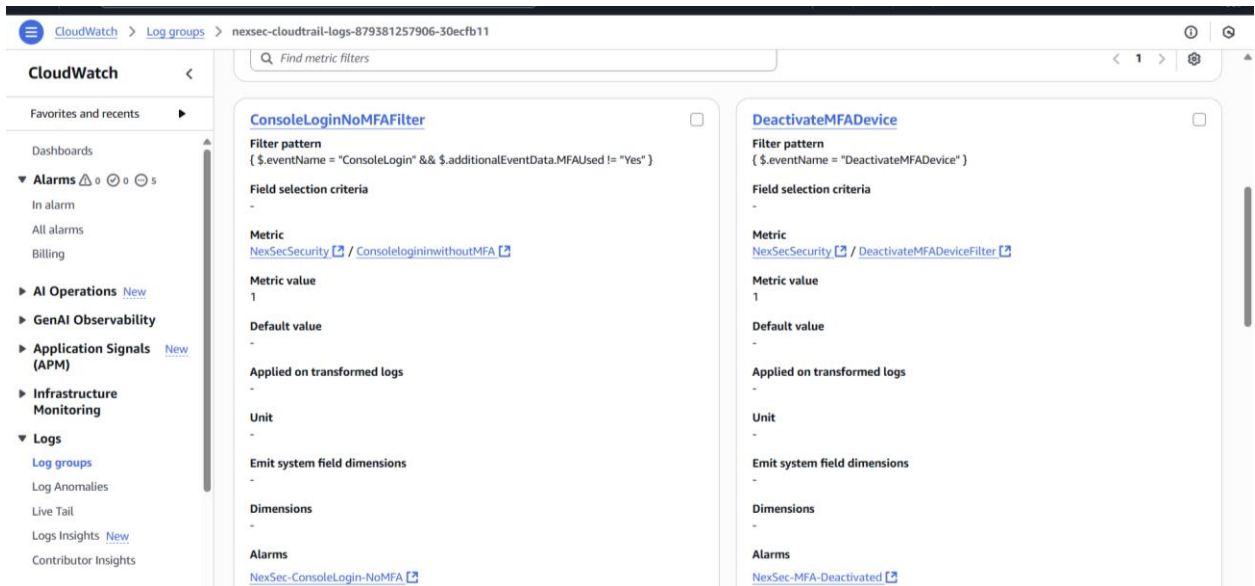 CloudWatch > Log groups > nexsec-cloudtrail-logs-879381257906-30ecfb11
CloudWatch
Favorites and recents
Dashboards
Alarms 0 0 5
In alarm
All alarms
Billing
AI Operations New
GenAI Observability
Application Signals New
(APM)
Infrastructure
Monitoring
Logs
Log groups
Log Anomalies
Live Tail
Logs Insights New
Contributor Insights
Find metric filters
1
ConsoleLoginNoMFAFilter
Filter pattern
{ $.eventName = "ConsoleLogin" && $.additionalEventData.MFAUsed != "Yes" }
Field selection criteria
-
Metric
NexSecSecurity / ConselogininwithoutMFA
Metric value
1
Default value
-
Applied on transformed logs
-
Unit
-
Emit system field dimensions
-
Dimensions
-
Alarms
NexSec-ConsoleLogin-NoMFA
DeactivateMFADevice
Filter pattern
{ $.eventName = "DeactivateMFADevice" }
Field selection criteria
-
Metric
NexSecSecurity / DeactivateMFADeviceFilter
Metric value
1
Default value
-
Applied on transformed logs
-
Unit
-
Emit system field dimensions
-
Dimensions
-
Alarms
NexSec-MFA-Deactivated